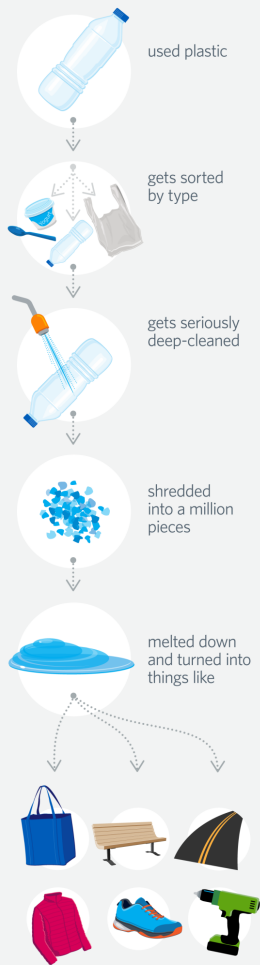 used plastic
gets sorted
by type
gets seriously
deep-cleaned
shredded
into a million
pieces
melted down
and turned into
things like